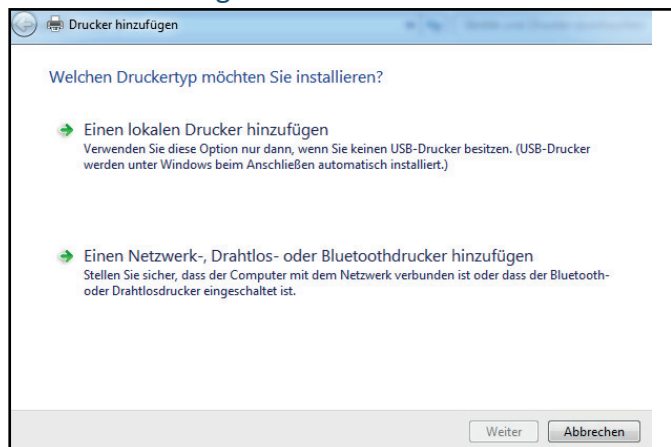 Drucker hinzufügen
Welchen Druckertyp möchten Sie installieren?
Einen lokalen Drucker hinzufügen
Verwenden Sie diese Option nur dann, wenn Sie keinen USB-Drucker besitzen. (USB-Drucker
werden unter Windows beim Anschließen automatisch installiert.)
Einen Netzwerk-, Drahtlos- oder Bluetoothdrucker hinzufügen
Stellen Sie sicher, dass der Computer mit dem Netzwerk verbunden ist oder dass der Bluetooth-
oder Drahtlosdrucker eingeschaltet ist.
Weiter
Abbrechen